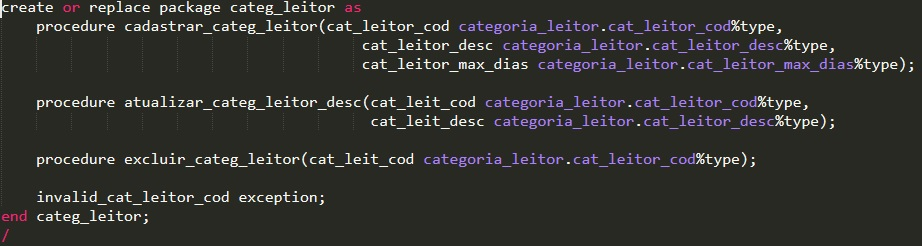 create or replace package categ_leitor as
    procedure cadastrar_categ_leitor(cat_leitor_cod categoria_leitor.cat_leitor_cod%type,
                                     cat_leitor_desc categoria_leitor.cat_leitor_desc%type,
                                     cat_leitor_max_dias categoria_leitor.cat_leitor_max_dias%type);
    procedure atualizar_categ_leitor_desc(cat_leit_cod categoria_leitor.cat_leitor_cod%type,
                                      cat_leit_desc categoria_leitor.cat_leitor_desc%type);
    procedure excluir_categ_leitor(cat_leit_cod categoria_leitor.cat_leitor_cod%type);
    invalid_cat_leitor_cod exception;
end categ_leitor;
/